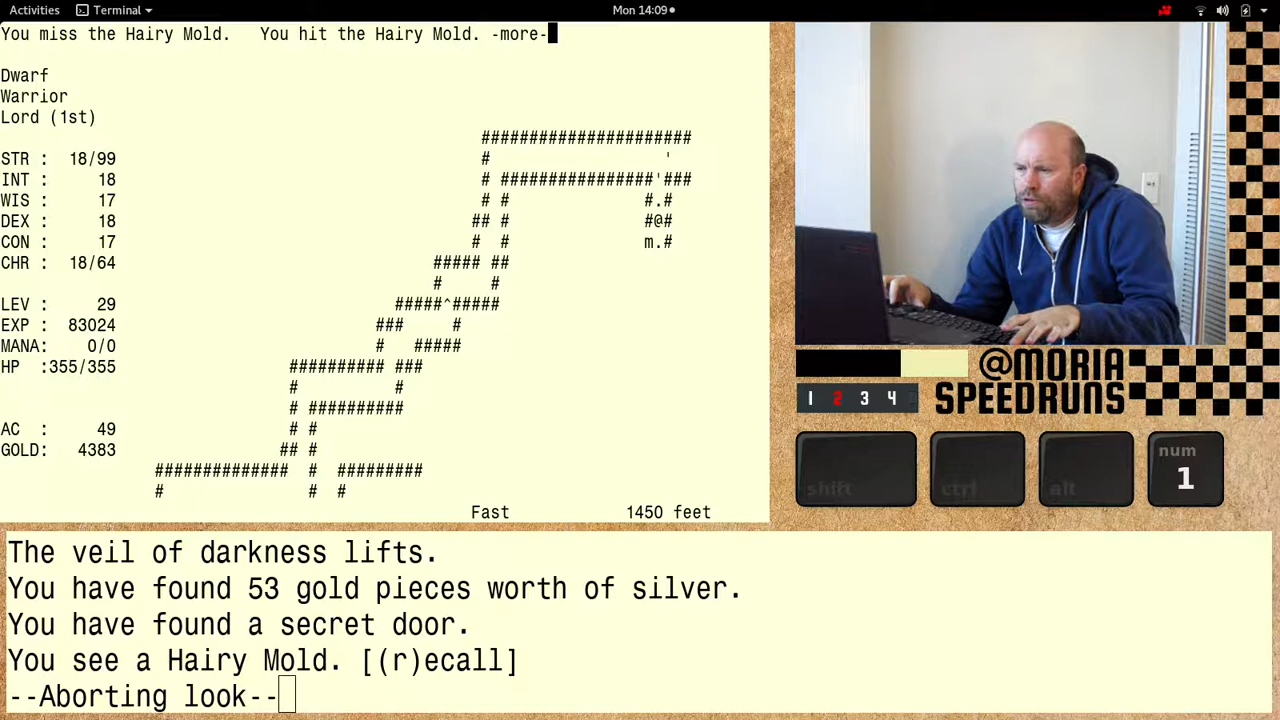 Activities Terminal Mon 14:09
You miss the Hairy Mold. You hit the Hairy Mold. -more-
Dwarf
Warrior
Lord (1st)
#####################
STR : 18/99 # '
INT : 18 # ################'###
WIS : 17 # # #.#
DEX : 18 ## # #@#
CON : 17 # # m.#
CHR : 18/64 ##### ##
# #
LEV : 29 #####^#####
EXP : 83024 ### #
MANA: 0/0 # #####
HP :355/355 ########## ###
# #
# ##########
AC : 49 # #
GOLD: 4383 ## #
############## # #########
# # #
Fast 1450 feet
@MORIA
1 2 3 4 SPEEDRUNS
shift ctrl alt num
1
The veil of darkness lifts.
You have found 53 gold pieces worth of silver.
You have found a secret door.
You see a Hairy Mold. [(r)ecall]
--Aborting look--